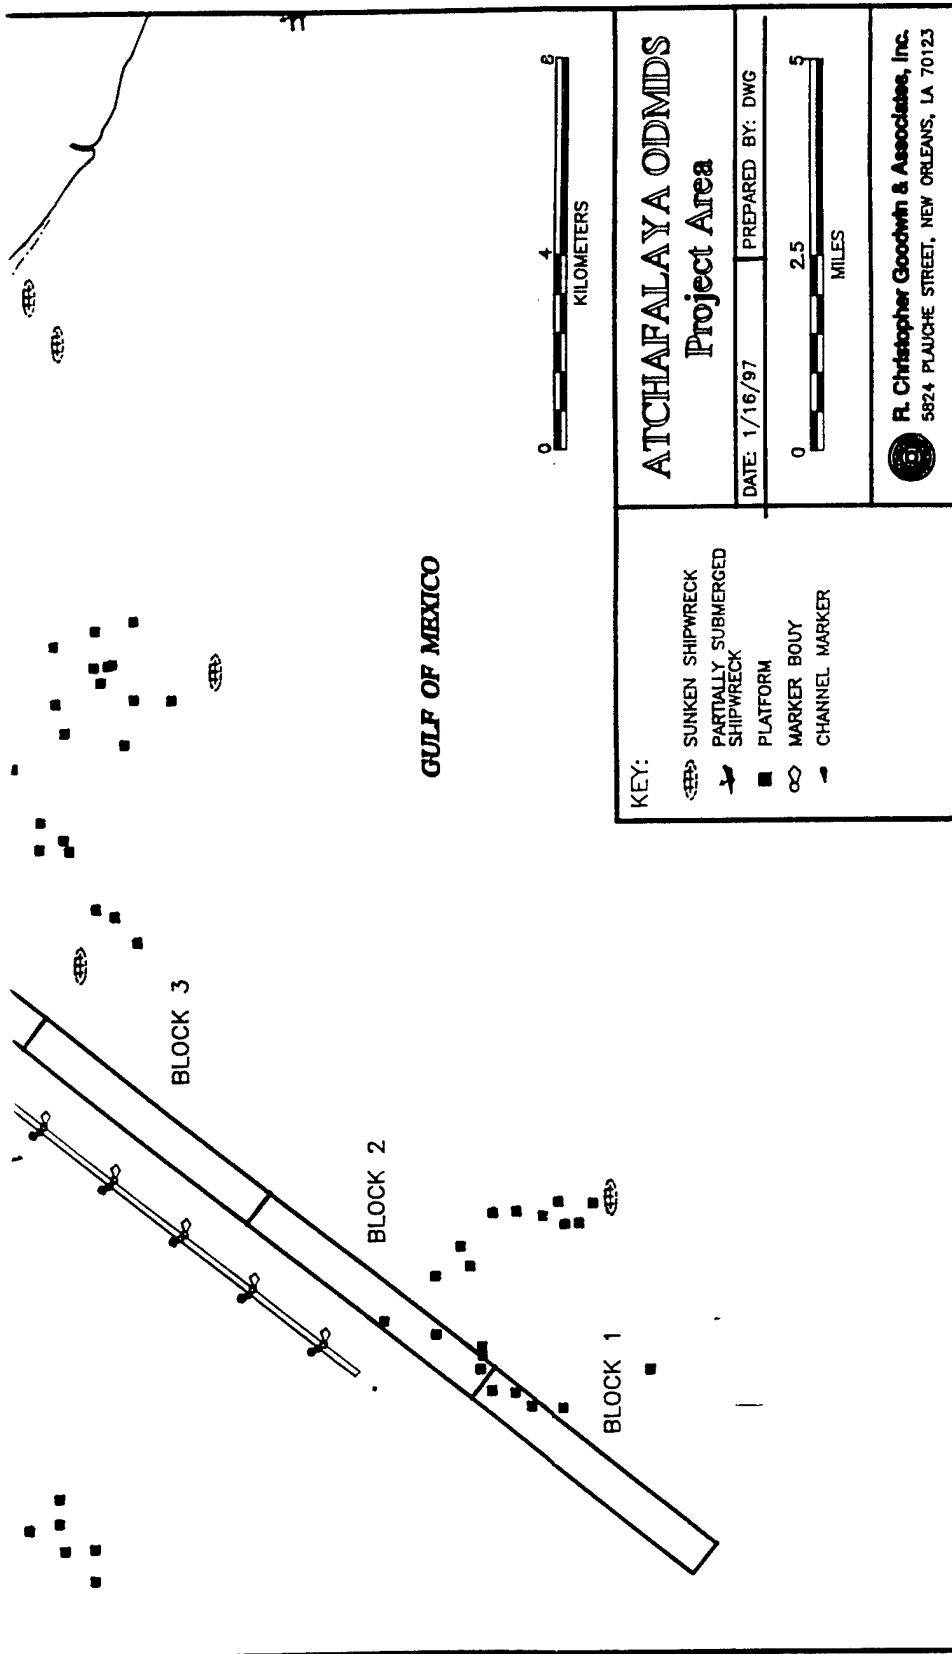 BLOCK 3
BLOCK 2
BLOCK 1
GULF OF MEXICO
0 4 8
KILOMETERS
KEY:
SUNKEN SHIPWRECK
PARTIALLY SUBMERGED
SHIPWRECK
PLATFORM
MARKER BOUY
CHANNEL MARKER
ATCHAFALAYA ODMDS
Project Area
DATE: 1/16/97 PREPARED BY: DWG
0 2.5 5
MILES
R. Christopher Goodwin & Associates, Inc.
5824 PLAUCHE STREET, NEW ORLEANS, LA 70123